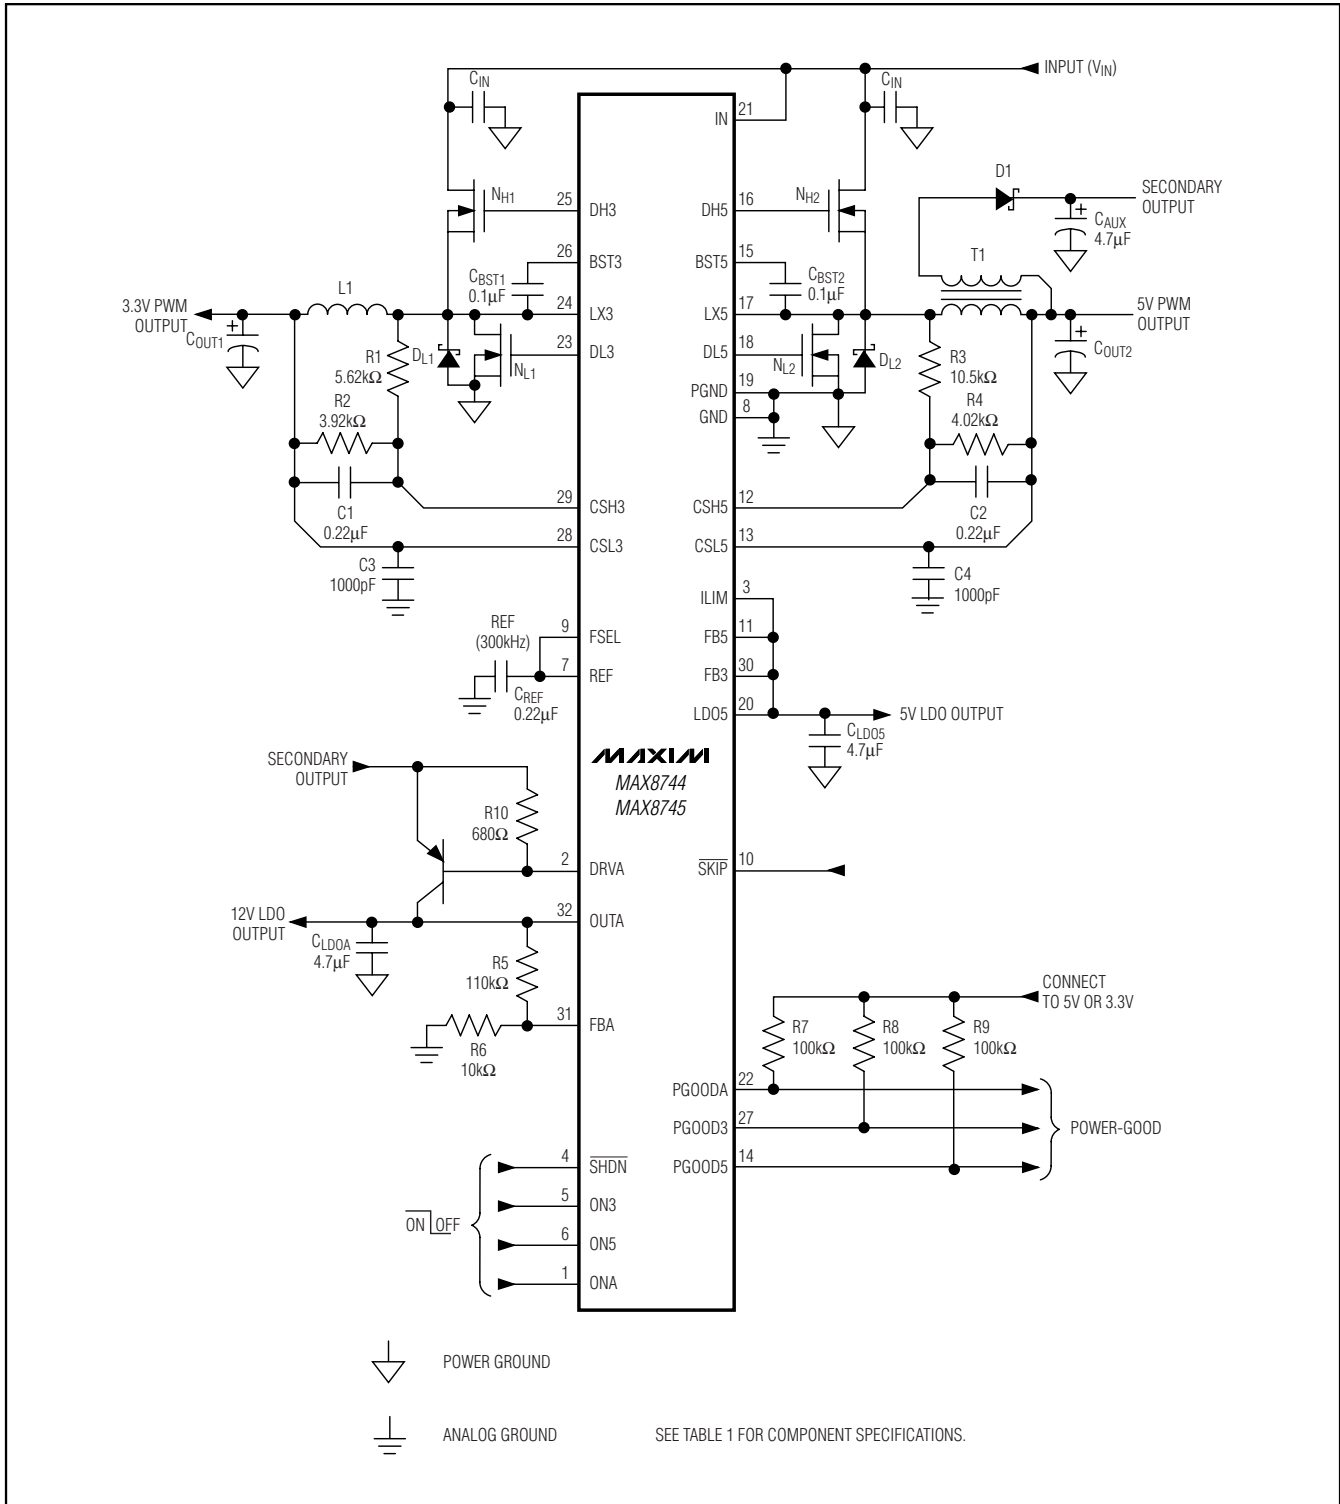 INPUT (VIN)
CIN
CIN
IN
21
D1
SECONDARY
OUTPUT
CAUX
4.7µF
NH1
25
DH3
DH5
16
NH2
26
BST3
BST5
15
T1
CBST1
0.1µF
CBST2
0.1µF
L1
3.3V PWM
OUTPUT
24
LX3
LX5
17
5V PWM
OUTPUT
COUT1
COUT2
R1
5.62kΩ
DL1
NL1
23
DL3
DL5
18
NL2
DL2
R3
10.5kΩ
PGND
19
GND
8
R2
3.92kΩ
R4
4.02kΩ
29
CSH3
CSH5
12
C1
0.22µF
C2
0.22µF
28
CSL3
CSL5
13
C3
1000pF
C4
1000pF
ILIM
3
REF
(300kHz)
9
FSEL
FB5
11
7
REF
FB3
30
CREF
0.22µF
LDO5
20
5V LDO OUTPUT
CLDO5
4.7µF
MAXIM
MAX8744
MAX8745
SECONDARY
OUTPUT
R10
680Ω
2
DRVA
SKIP
10
12V LDO
OUTPUT
32
OUTA
CLDOA
4.7µF
R5
110kΩ
31
FBA
R6
10kΩ
CONNECT
TO 5V OR 3.3V
R7
100kΩ
R8
100kΩ
R9
100kΩ
PGOODA
22
PGOOD3
27
POWER-GOOD
PGOOD5
14
4
SHDN
5
ON3
ON OFF
6
ON5
1
ONA
POWER GROUND
ANALOG GROUND
SEE TABLE 1 FOR COMPONENT SPECIFICATIONS.